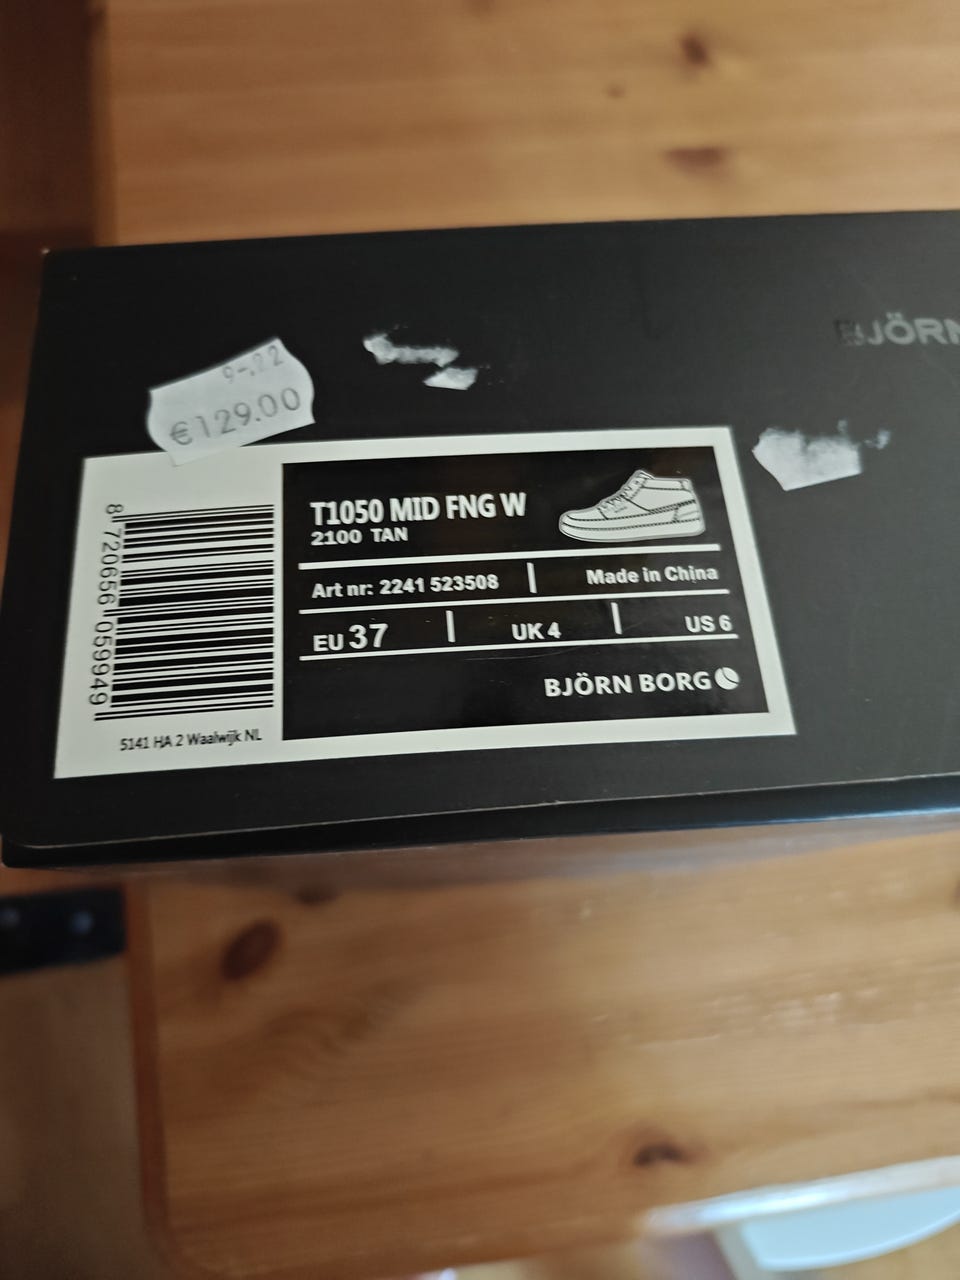 BJÖRN
9-.22
€129.00
T1050 MID FNG W
2100 TAN
Art nr: 2241 523508 | Made in China
EU 37 | UK 4 | US 6
BJÖRN BORG
8 720656 059949
5141 HA 2 Waalwijk NL